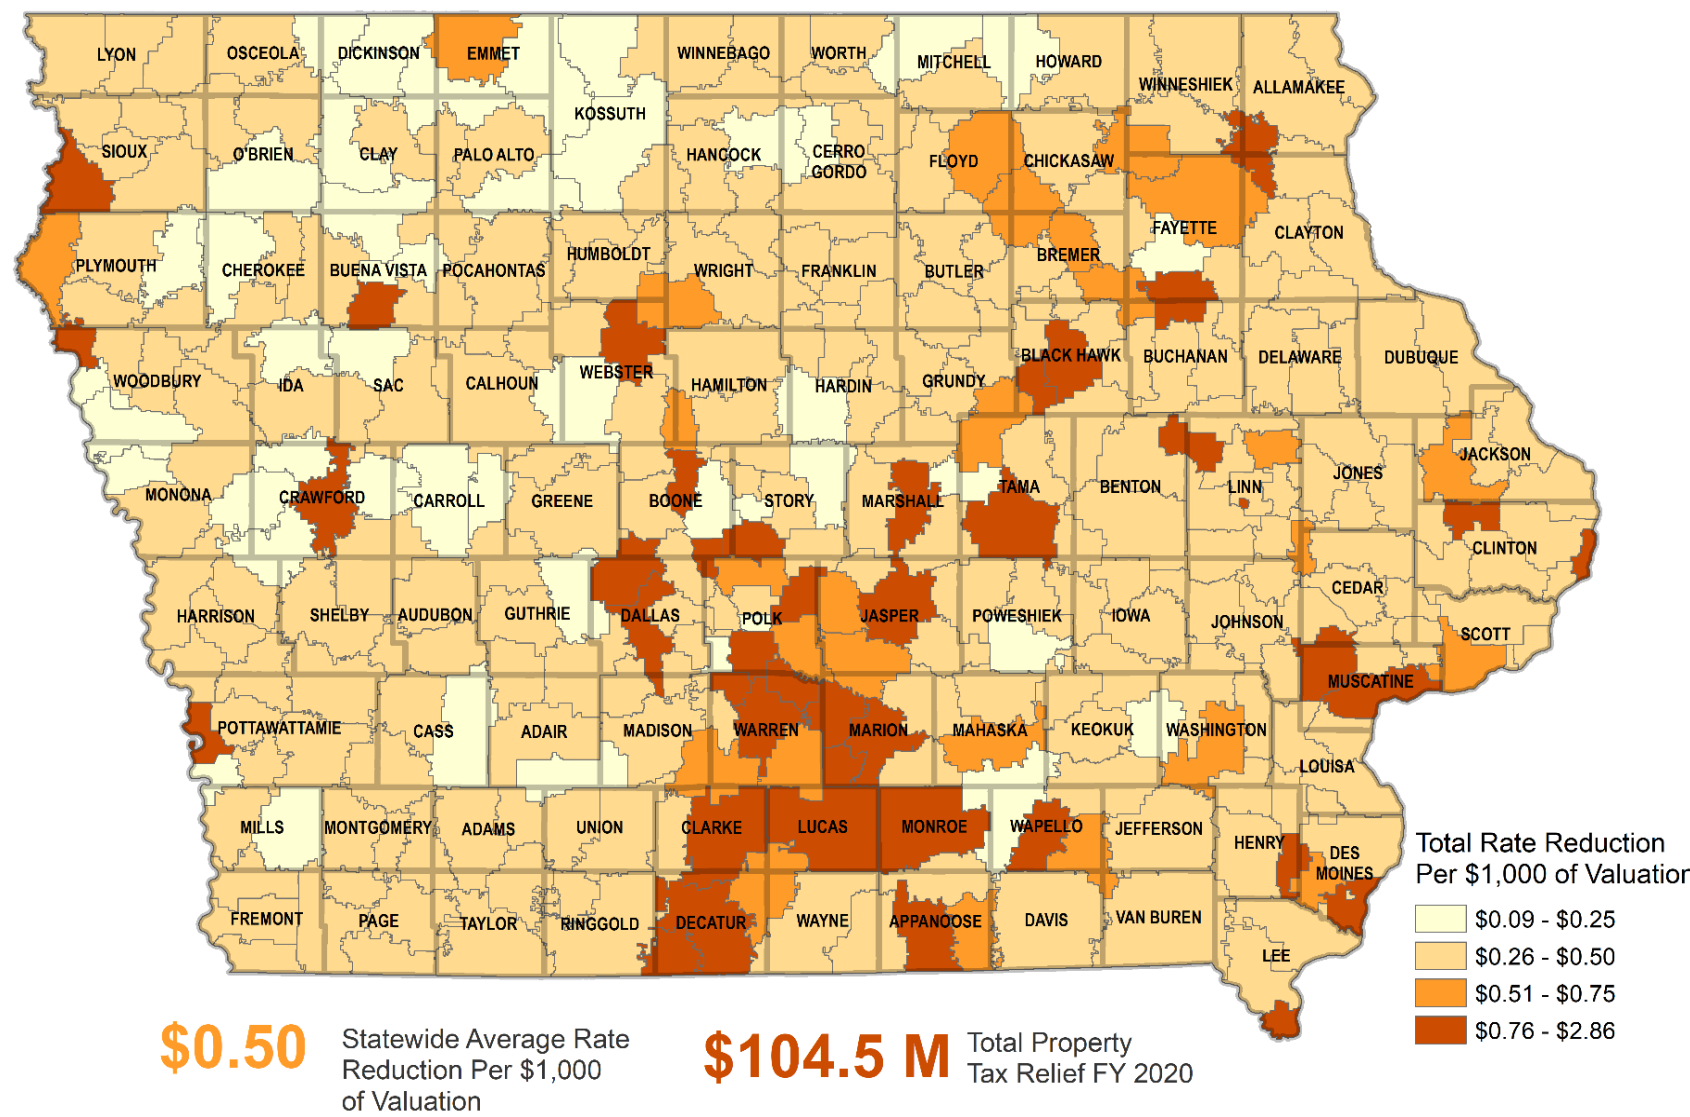 LYON
OSCEOLA
DICKINSON
EMMET
WINNEBAGO
WORTH
MITCHELL
HOWARD
WINNESHIEK
ALLAMAKEE
KOSSUTH
SIOUX
O'BRIEN
CLAY
PALO ALTO
HANCOCK
CERRO
GORDO
FLOYD
CHICKASAW
FAYETTE
CLAYTON
PLYMOUTH
CHEROKEE
BUENA VISTA
POCAHONTAS
HUMBOLDT
WRIGHT
FRANKLIN
BUTLER
BREMER
WOODBURY
IDA
SAC
CALHOUN
WEBSTER
HAMILTON
HARDIN
GRUNDY
BLACK HAWK
BUCHANAN
DELAWARE
DUBUQUE
MONONA
CRAWFORD
CARROLL
GREENE
BOONE
STORY
MARSHALL
TAMA
BENTON
LINN
JONES
JACKSON
CLINTON
HARRISON
SHELBY
AUDUBON
GUTHRIE
DALLAS
POLK
JASPER
POWESHIEK
IOWA
JOHNSON
CEDAR
SCOTT
MUSCATINE
POTTAWATTAMIE
CASS
ADAIR
MADISON
WARREN
MARION
MAHASKA
KEOKUK
WASHINGTON
LOUISA
MILLS
MONTGOMERY
ADAMS
UNION
CLARKE
LUCAS
MONROE
WAPELLO
JEFFERSON
HENRY
DES
MOINES
FREMONT
PAGE
TAYLOR
RINGGOLD
DECATUR
WAYNE
APPANOOSE
DAVIS
VAN BUREN
LEE
Total Rate Reduction
Per $1,000 of Valuation
$0.09 - $0.25
$0.26 - $0.50
$0.51 - $0.75
$0.76 - $2.86
$0.50
Statewide Average Rate
Reduction Per $1,000
of Valuation
$104.5 M
Total Property
Tax Relief FY 2020